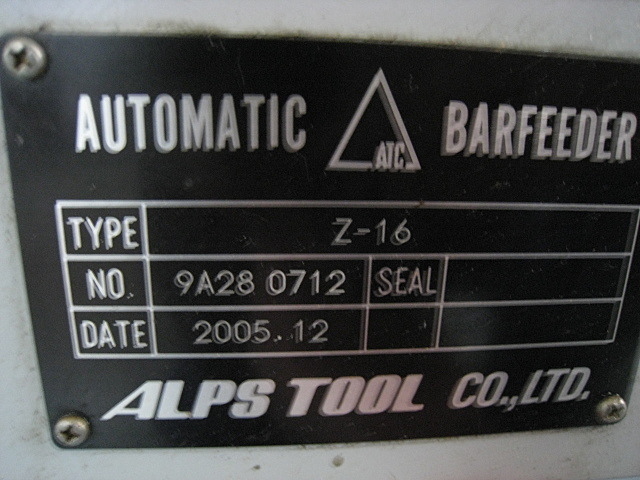 AUTOMATIC ATC BARFEEDER
TYPE Z-16
NO. 9A28 0712 SEAL
DATE 2005.12
ALPS TOOL CO.,LTD.